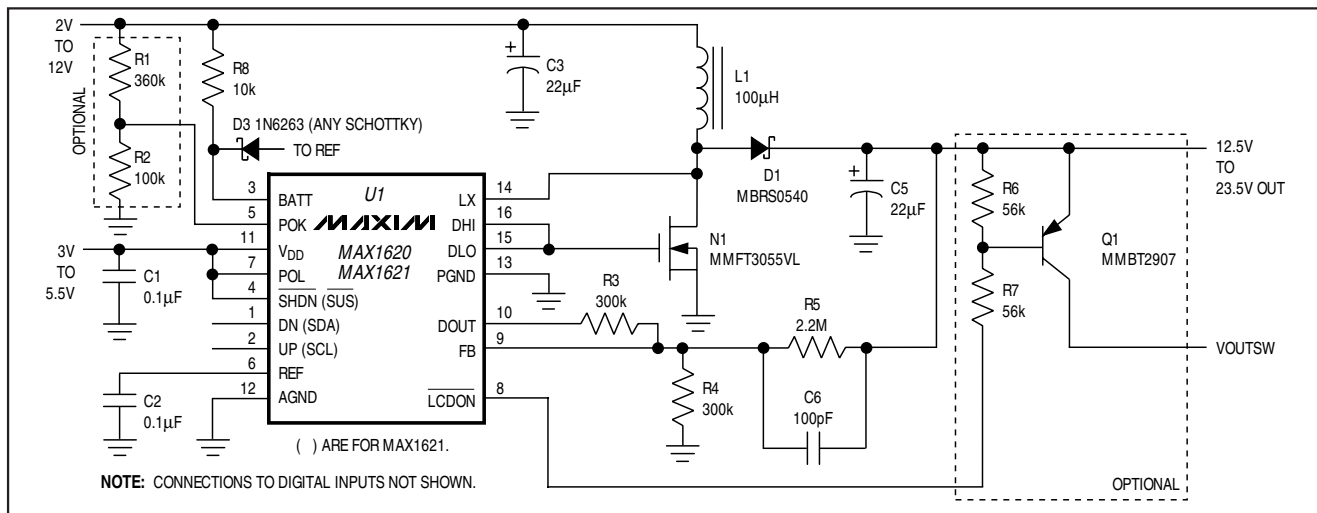 2V
TO
12V
OPTIONAL
R1
360k
R2
100k
R8
10k
D3 1N6263 (ANY SCHOTTKY)
TO REF
+
C3
22µF
L1
100µH
D1
MBRS0540
+
C5
22µF
12.5V
TO
23.5V OUT
R6
56k
R7
56k
Q1
MMBT2907
VOUTSW
OPTIONAL
3V
TO
5.5V
C1
0.1µF
C2
0.1µF
U1
MAXIM
MAX1620
MAX1621
3 BATT
5 POK
11 VDD
7 POL
4 SHDN (SUS)
1 DN (SDA)
2 UP (SCL)
6 REF
12 AGND
LX 14
DHI 16
DLO 15
PGND 13
DOUT 10
FB 9
LCDON 8
N1
MMFT3055VL
R3
300k
R4
300k
R5
2.2M
C6
100pF
( ) ARE FOR MAX1621.
NOTE: CONNECTIONS TO DIGITAL INPUTS NOT SHOWN.